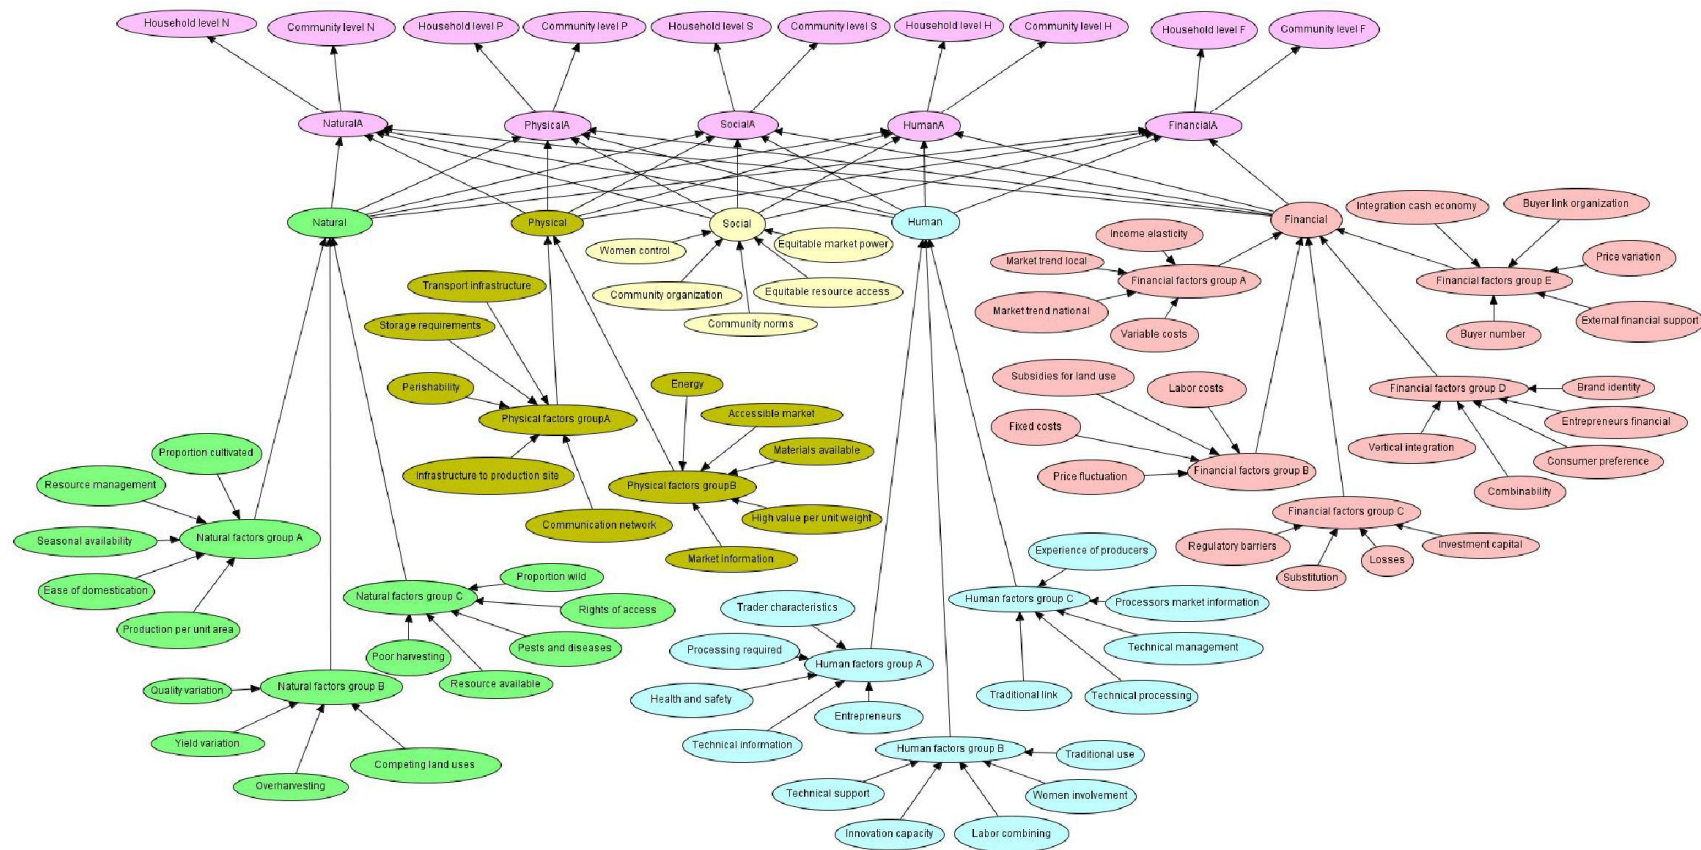 Household level N
Community level N
Household level P
Community level P
Household level S
Community level S
Household level H
Community level H
Household level F
Community level F
NaturalA
PhysicalA
SocialA
HumanA
FinancialA
Natural
Physical
Social
Human
Financial
Women control
Equitable market power
Community organization
Equitable resource access
Community norms
Integration cash economy
Buyer link organization
Income elasticity
Market trend local
Financial factors group A
Market trend national
Variable costs
Price variation
Financial factors group E
External financial support
Buyer number
Transport infrastructure
Storage requirements
Perishability
Physical factors groupA
Infrastructure to production site
Communication network
Energy
Accessible market
Materials available
Physical factors groupB
High value per unit weight
Market information
Subsidies for land use
Labor costs
Fixed costs
Financial factors group B
Price fluctuation
Financial factors group D
Brand identity
Entrepreneurs financial
Vertical integration
Consumer preference
Combinability
Financial factors group C
Regulatory barriers
Investment capital
Losses
Substitution
Proportion cultivated
Resource management
Seasonal availability
Natural factors group A
Ease of domestication
Production per unit area
Proportion wild
Natural factors group C
Rights of access
Pests and diseases
Poor harvesting
Resource available
Natural factors group B
Quality variation
Yield variation
Competing land uses
Overharvesting
Experience of producers
Human factors group C
Processors market information
Technical management
Traditional link
Technical processing
Trader characteristics
Processing required
Human factors group A
Health and safety
Entrepreneurs
Technical information
Human factors group B
Traditional use
Technical support
Women involvement
Innovation capacity
Labor combining